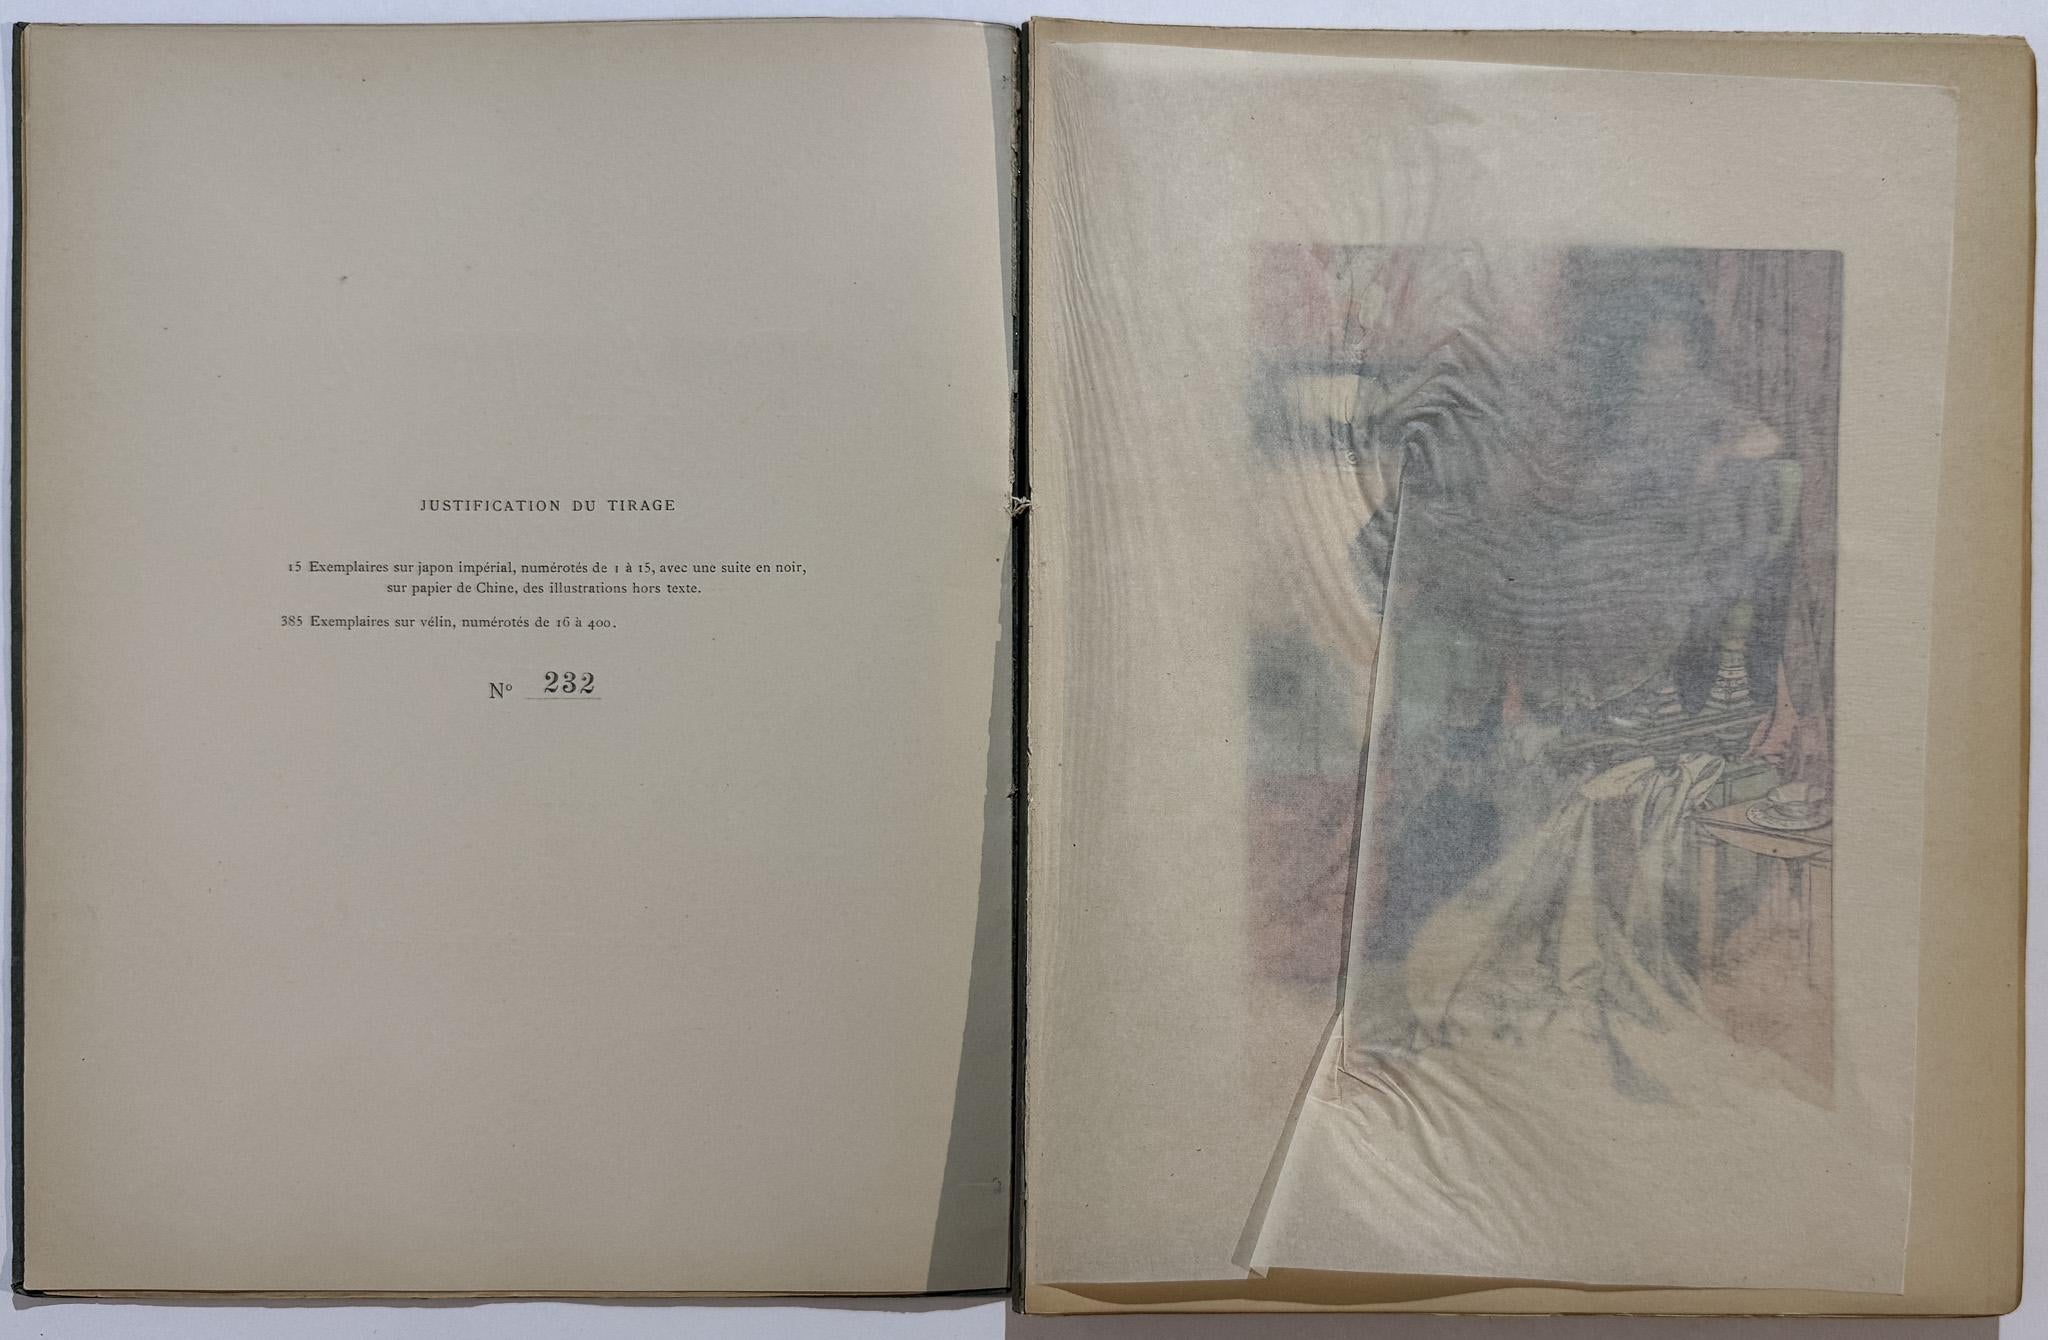 JUSTIFICATION DU TIRAGE
15 Exemplaires sur japon impérial, numérotés de 1 à 15, avec une suite en noir,
sur papier de Chine, des illustrations hors texte.
385 Exemplaires sur vélin, numérotés de 16 à 400.
Nº 232